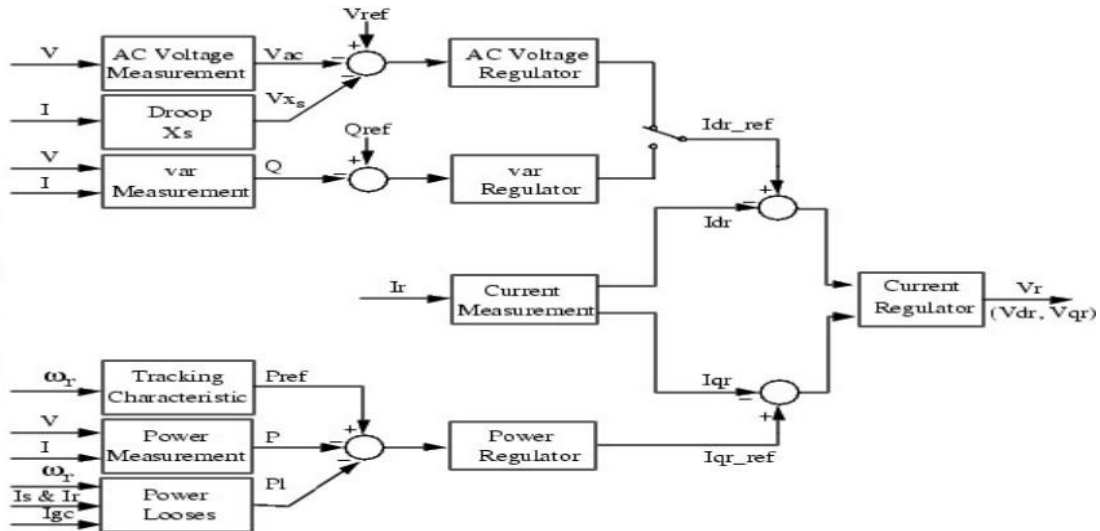 Vref
V
AC Voltage
Measurement
Vac
+
−
−
AC Voltage
Regulator
I
Droop
Xs
Vxs
Qref
Idr_ref
V
I
var
Measurement
Q
+
−
var
Regulator
+
−
Idr
Ir
Current
Measurement
Current
Regulator
Vr
(Vdr, Vqr)
ωr
Tracking
Characteristic
Pref
Iqr
−
+
V
I
Power
Measurement
P
+
−
−
Power
Regulator
Iqr_ref
ωr
Is & Ir
Igc
Power
Looses
Pl